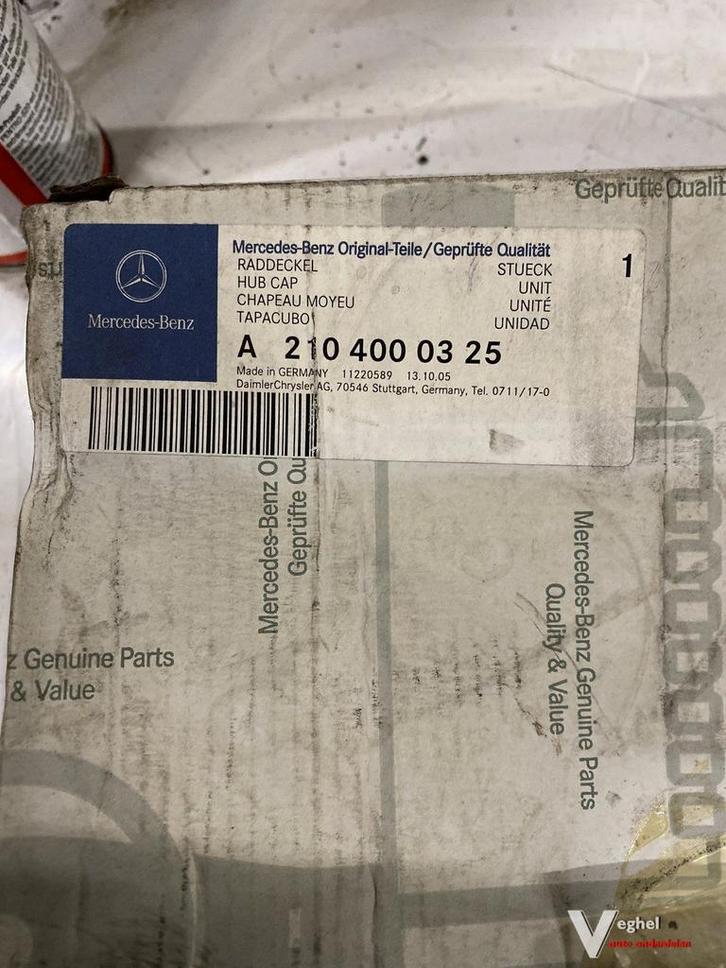 Geprüfte Qualit
Mercedes-Benz
Mercedes-Benz Original-Teile/Geprüfte Qualität
RADDECKEL STUECK 1
HUB CAP UNIT
CHAPEAU MOYEU UNITÉ
TAPACUBO UNIDAD
A 210 400 03 25
Made in GERMANY 11220589 13.10.05
DaimlerChrysler AG, 70546 Stuttgart, Germany, Tel. 0711/17-0
Mercedes-Benz O
Geprüfte Qu
Mercedes-Benz Genuine Parts
Quality & Value
z Genuine Parts
& Value
Veghel
auto onderdelen